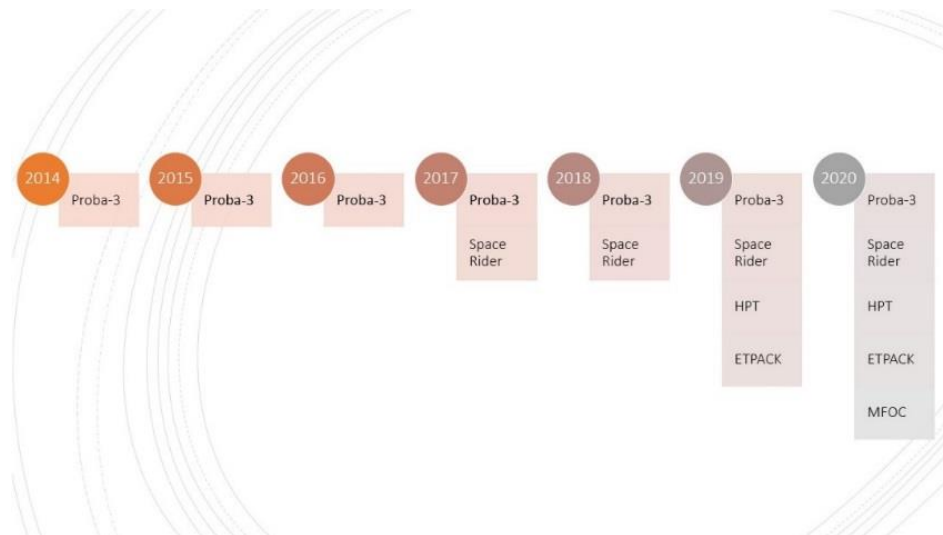 2014
Proba-3
2015
Proba-3
2016
Proba-3
2017
Proba-3
Space
Rider
2018
Proba-3
Space
Rider
2019
Proba-3
Space
Rider
HPT
ETPACK
2020
Proba-3
Space
Rider
HPT
ETPACK
MFOC